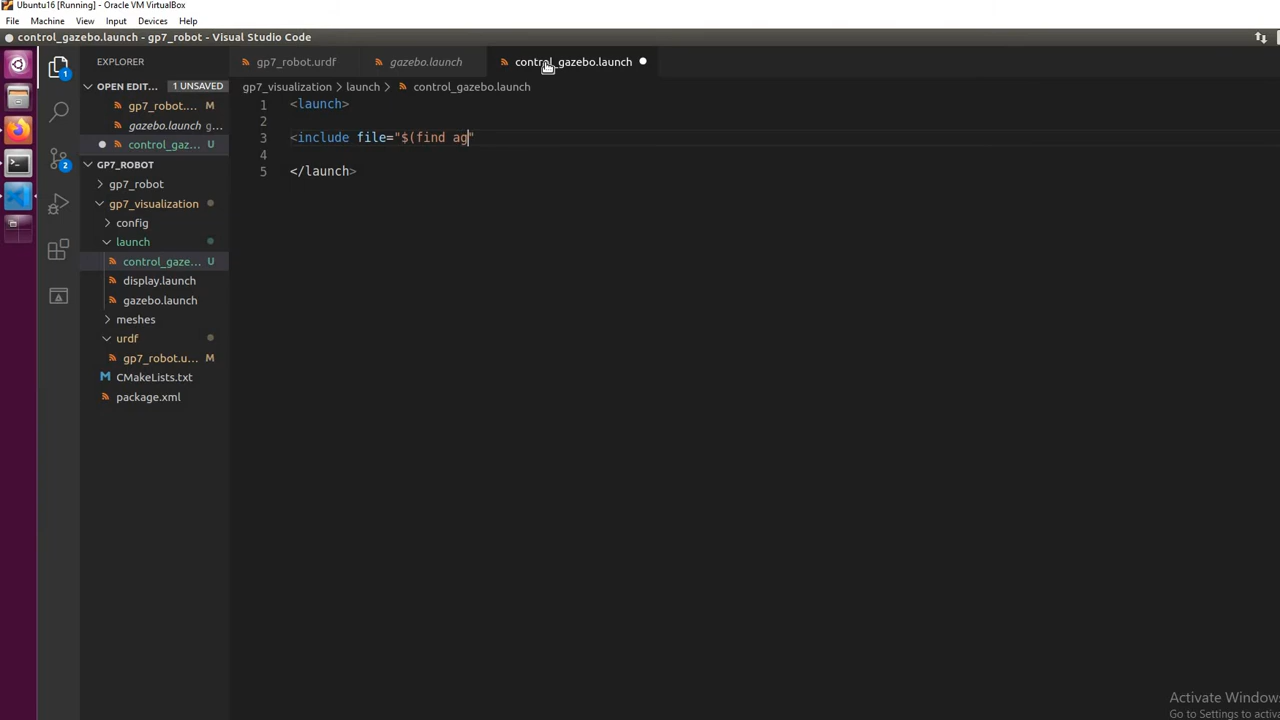 Ubuntu16 [Running] - Oracle VM VirtualBox
File Machine View Input Devices Help
control_gazebo.launch - gp7_robot - Visual Studio Code
EXPLORER
OPEN EDIT... 1 UNSAVED
gp7_robot.... M
gazebo.launch g...
control_gaz... U
GP7_ROBOT
gp7_robot
gp7_visualization
config
launch
control_gaze... U
display.launch
gazebo.launch
meshes
urdf
gp7_robot.u... M
CMakeLists.txt
package.xml
1
2
gp7_robot.urdf gazebo.launch control_gazebo.launch
gp7_visualization > launch > control_gazebo.launch
1 <launch>
2
3 <include file="$(find ag"
4
5 </launch>
Activate Windows
Go to Settings to activa